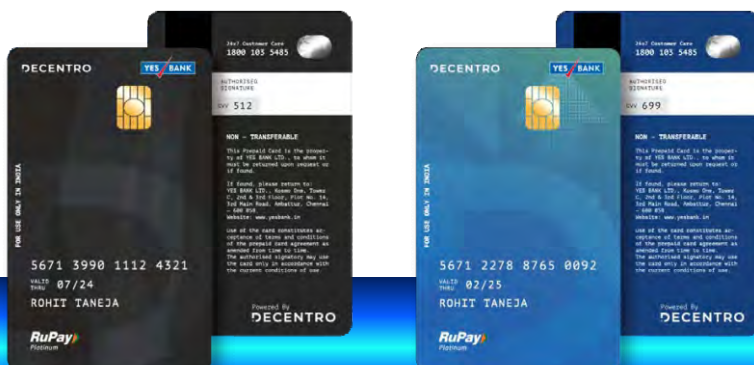 DECENTRO
YES BANK
FOR USE ONLY IN INDIA
5671 3990 1112 4321
VALID
THRU 07/24
ROHIT TANEJA
RuPay
Platinum
24x7 Customer Care
1800 103 5485
AUTHORISED
SIGNATURE
CVV 512
NON - TRANSFERABLE
This Prepaid Card is the proper-
ty of YES BANK LTD., to whom it
must be returned upon request or
if found.
If found, please return to:
YES BANK LTD., Kosmo One, Tower
C, 2nd & 3rd Floor, Plot No. 14,
3rd Main Road, Ambattur, Chennai
- 600 058
Website: www.yesbank.in
Use of the card constitutes ac-
ceptance of terms and conditions
of the prepaid card agreement as
amended from time to time.
The authorised signatory may use
the card only in accordance with
the current conditions of use.
Powered By
DECENTRO
DECENTRO
YES BANK
FOR USE ONLY IN INDIA
5671 2278 8765 0092
VALID
THRU 02/25
ROHIT TANEJA
RuPay
Platinum
24x7 Customer Care
1800 103 5485
AUTHORISED
SIGNATURE
CVV 699
NON - TRANSFERABLE
This Prepaid Card is the proper-
ty of YES BANK LTD., to whom it
must be returned upon request or
if found.
If found, please return to:
YES BANK LTD., Kosmo One, Tower
C, 2nd & 3rd Floor, Plot No. 14,
3rd Main Road, Ambattur, Chennai
- 600 058
Website: www.yesbank.in
Use of the card constitutes ac-
ceptance of terms and conditions
of the prepaid card agreement as
amended from time to time.
The authorised signatory may use
the card only in accordance with
the current conditions of use.
Powered By
DECENTRO